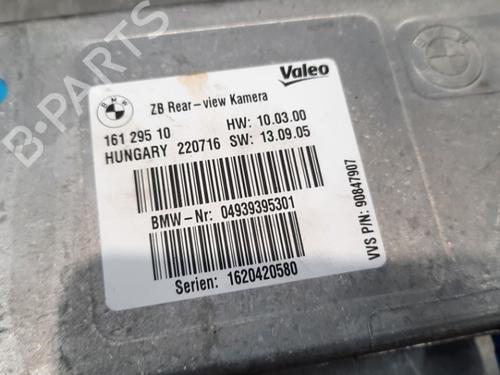 B-PARTS
BMW
Valeo
ZB Rear-view Kamera
161 295 10
HW: 10.03.00
HUNGARY 220716 SW: 13.09.05
BMW-Nr: 04939395301
Serien: 1620420580
VVS P/N: 90847907